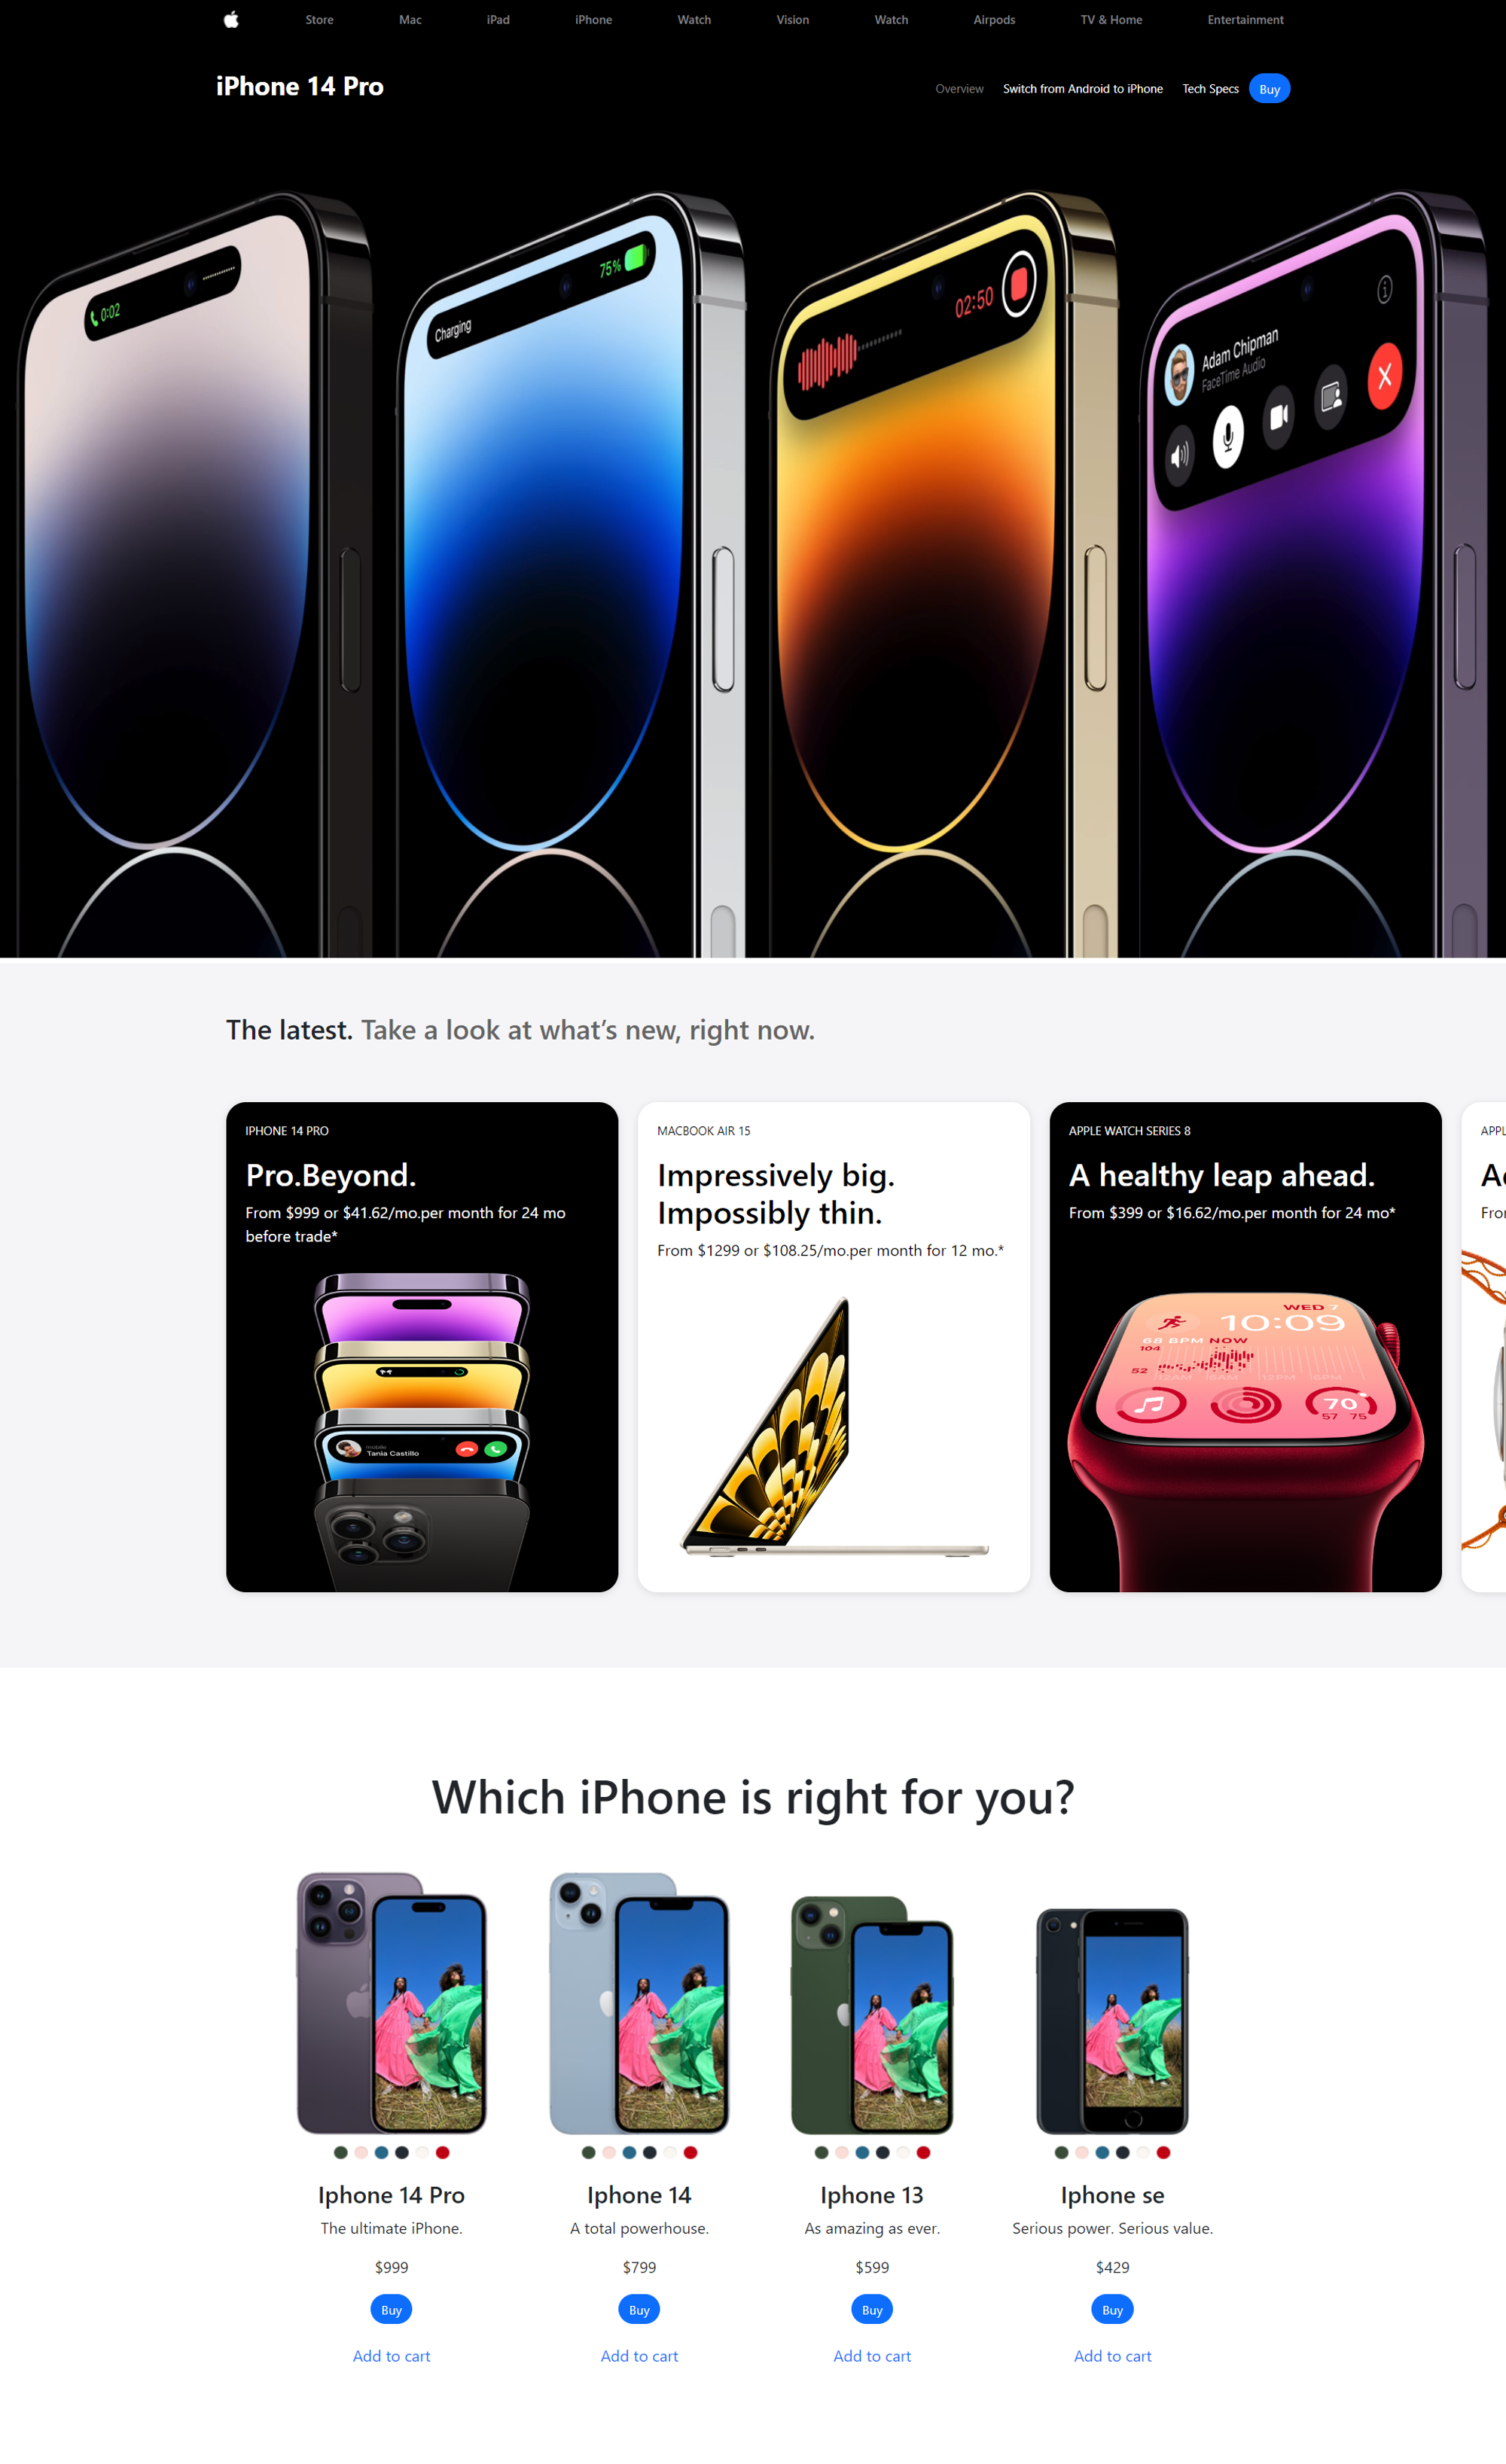 Store Mac iPad iPhone Watch Vision Watch Airpods TV & Home Entertainment
iPhone 14 Pro
Overview Switch from Android to iPhone Tech Specs Buy
0:02
Charging
75%
02:50
Adam Chipman
FaceTime Audio
The latest. Take a look at what’s new, right now.
IPHONE 14 PRO
Pro.Beyond.
From $999 or $41.62/mo.per month for 24 mo
before trade*
mobile
Tania Castillo
MACBOOK AIR 15
Impressively big.
Impossibly thin.
From $1299 or $108.25/mo.per month for 12 mo.*
APPLE WATCH SERIES 8
A healthy leap ahead.
From $399 or $16.62/mo.per month for 24 mo*
WED 7
10:09
68 BPM NOW
104
52
12AM 6AM 12PM 6PM
70
57 75
Which iPhone is right for you?
Iphone 14 Pro
The ultimate iPhone.
$999
Buy
Add to cart
Iphone 14
A total powerhouse.
$799
Buy
Add to cart
Iphone 13
As amazing as ever.
$599
Buy
Add to cart
Iphone se
Serious power. Serious value.
$429
Buy
Add to cart